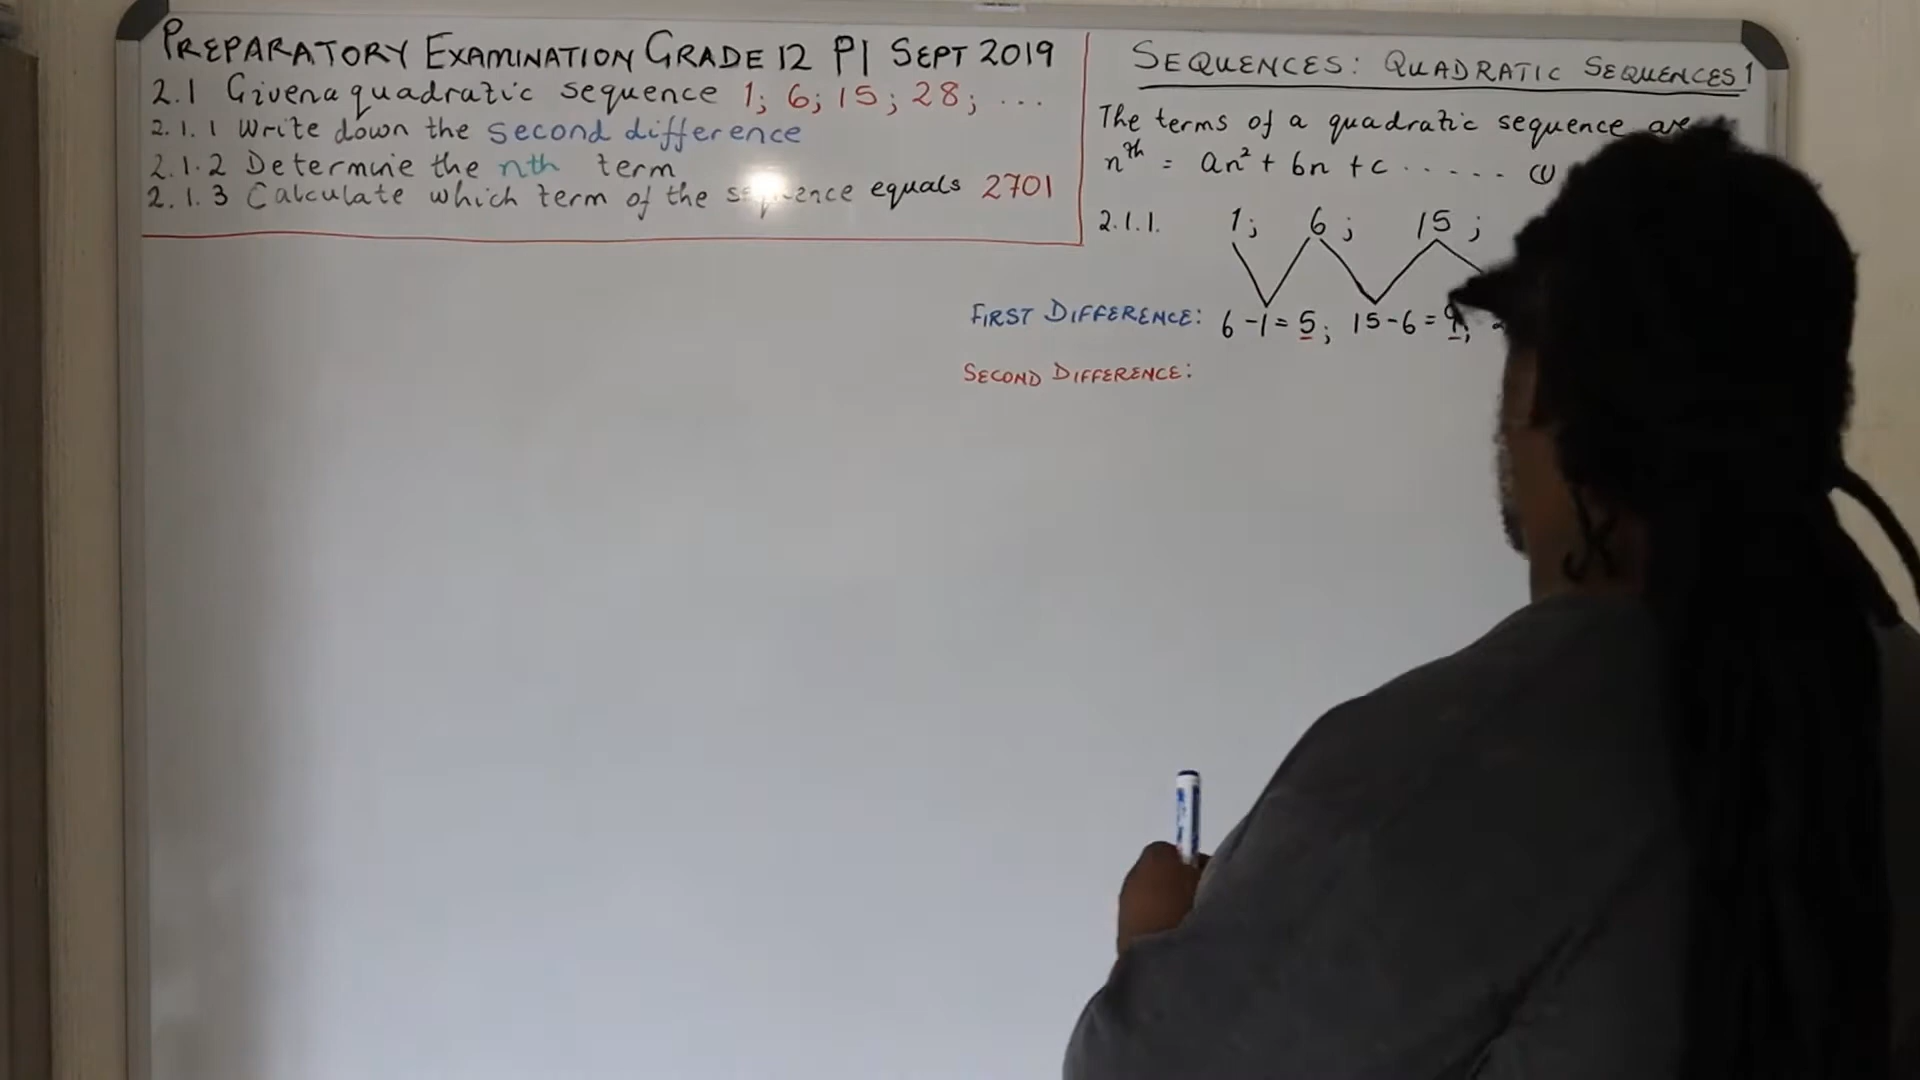 PREPARATORY EXAMINATION GRADE 12 P1 SEPT 2019
2.1 Given a quadratic sequence 1; 6; 15; 28; ...
2.1.1 Write down the second difference
2.1.2 Determine the nth term
2.1.3 Calculate which term of the sequence equals 2701
SEQUENCES: QUADRATIC SEQUENCES 1
The terms of a quadratic sequence are
nᵗʰ = an² + bn + c ..... (1)
2.1.1. 1; 6; 15;
FIRST DIFFERENCE: 6-1=5; 15-6=9;
SECOND DIFFERENCE: